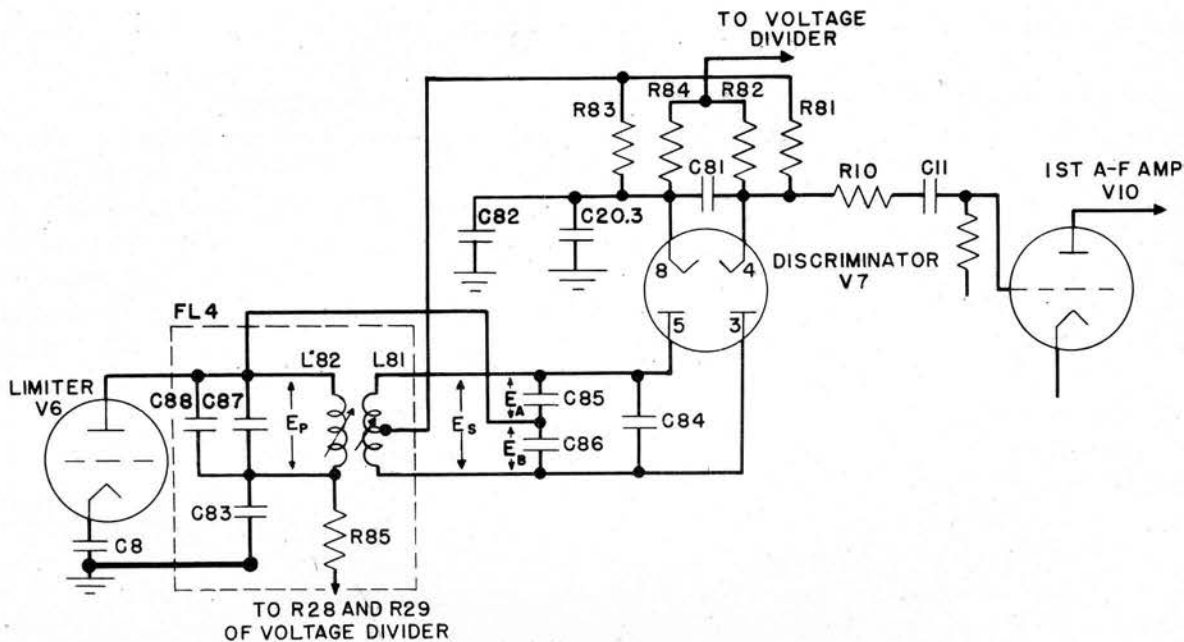 TO VOLTAGE
DIVIDER
R83
R84
R82
R81
C81
R10
C11
1ST A-F AMP
V10
C82
C20.3
8
4
DISCRIMINATOR
V7
5
3
FL4
L'82
L81
LIMITER
V6
C88
C87
EP
ES
EA
C85
C84
EB
C86
C83
C8
R85
TO R28 AND R29
OF VOLTAGE DIVIDER